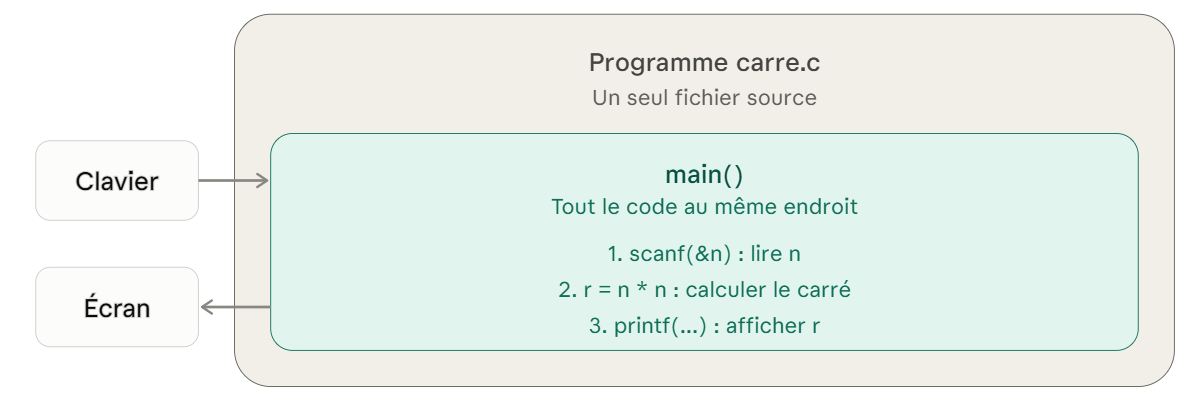 Programme carre.c
Un seul fichier source
Clavier
Écran
main()
Tout le code au même endroit
1. scanf(&n) : lire n
2. r = n * n : calculer le carré
3. printf(...) : afficher r